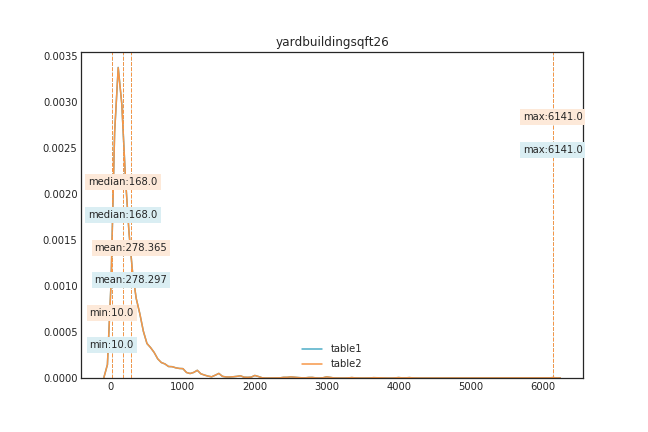 yardbuildingsqft26
0.0035
0.0030
max:6141.0
0.0025
max:6141.0
median:168.0
0.0020
median:168.0
0.0015
mean:278.365
mean:278.297
0.0010
min:10.0
0.0005
min:10.0
table1
table2
0.0000
0 1000 2000 3000 4000 5000 6000